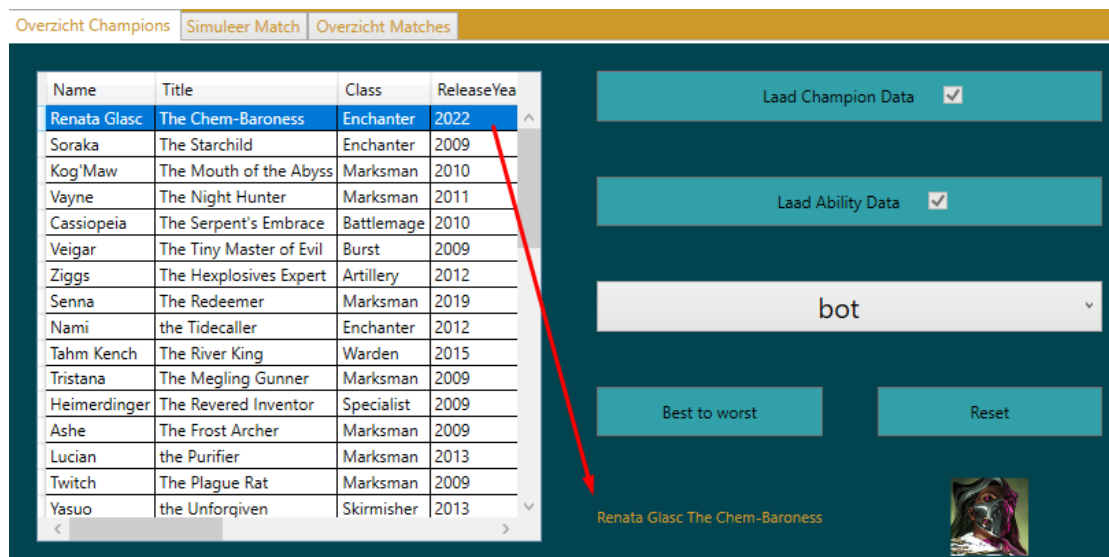 Overzicht Champions Simuleer Match Overzicht Matches
Name Title Class ReleaseYea
Renata Glasc The Chem-Baroness Enchanter 2022
Soraka The Starchild Enchanter 2009
Kog'Maw The Mouth of the Abyss Marksman 2010
Vayne The Night Hunter Marksman 2011
Cassiopeia The Serpent's Embrace Battlemage 2010
Veigar The Tiny Master of Evil Burst 2009
Ziggs The Hexplosives Expert Artillery 2012
Senna The Redeemer Marksman 2019
Nami the Tidecaller Enchanter 2012
Tahm Kench The River King Warden 2015
Tristana The Megling Gunner Marksman 2009
Heimerdinger The Revered Inventor Specialist 2009
Ashe The Frost Archer Marksman 2009
Lucian the Purifier Marksman 2013
Twitch The Plague Rat Marksman 2009
Yasuo the Unforgiven Skirmisher 2013
Laad Champion Data
Laad Ability Data
bot
Best to worst Reset
Renata Glasc The Chem-Baroness